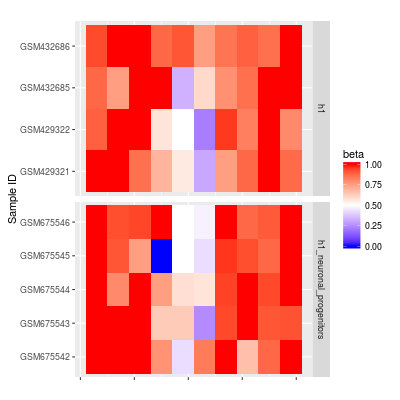 Sample ID
GSM432686
GSM432685
GSM429322
GSM429321
h1
GSM675546
GSM675545
GSM675544
GSM675543
GSM675542
h1_neuronal_progenitors
beta
1.00
0.75
0.50
0.25
0.00